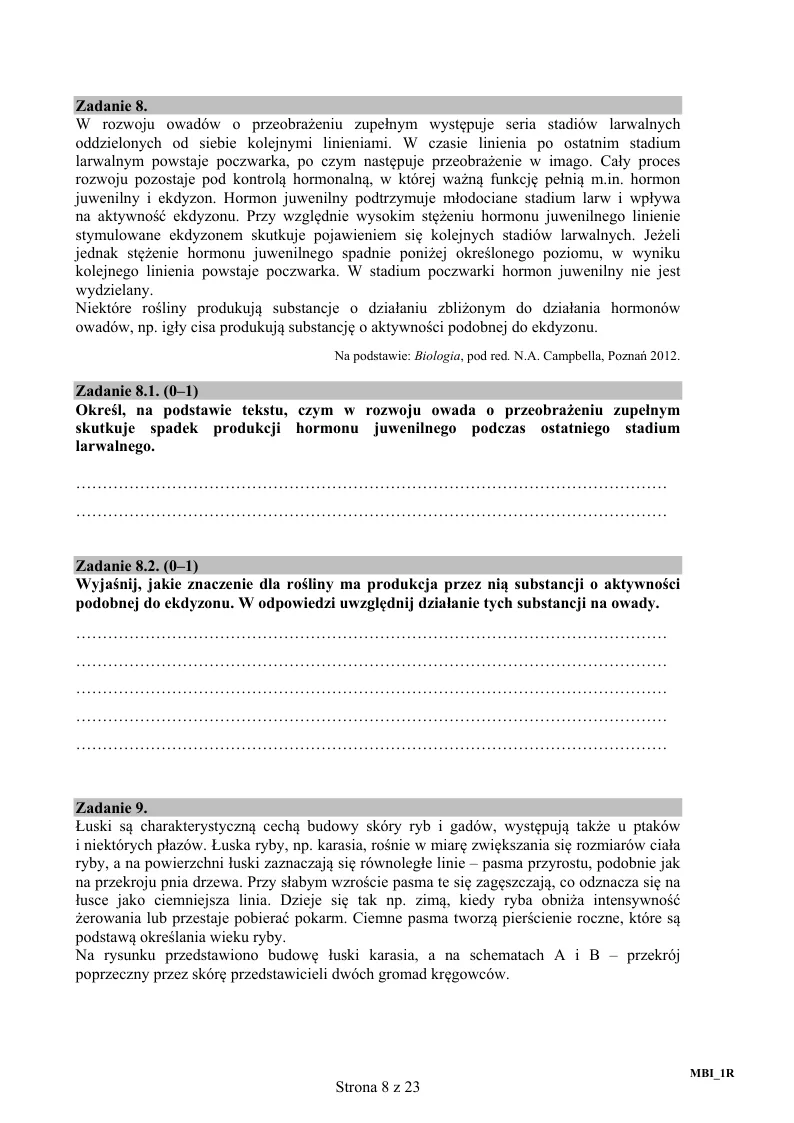 Zadanie 8.
W rozwoju owadów o przeobrażeniu zupełnym występuje seria stadiów larwalnych
oddzielonych od siebie kolejnymi linieniami. W czasie linienia po ostatnim stadium
larwalnym powstaje poczwarka, po czym następuje przeobrażenie w imago. Cały proces
rozwoju pozostaje pod kontrolą hormonalną, w której ważną funkcję pełnią m.in. hormon
juwenilny i ekdyzon. Hormon juwenilny podtrzymuje młodociane stadium larw i wpływa
na aktywność ekdyzonu. Przy względnie wysokim stężeniu hormonu juwenilnego linienie
stymulowane ekdyzonem skutkuje pojawieniem się kolejnych stadiów larwalnych. Jeżeli
jednak stężenie hormonu juwenilnego spadnie poniżej określonego poziomu, w wyniku
kolejnego linienia powstaje poczwarka. W stadium poczwarki hormon juwenilny nie jest
wydzielany.
Niektóre rośliny produkują substancje o działaniu zbliżonym do działania hormonów
owadów, np. igły cisa produkują substancję o aktywności podobnej do ekdyzonu.
Na podstawie: Biologia, pod red. N.A. Campbella, Poznań 2012.
Zadanie 8.1. (0–1)
Określ, na podstawie tekstu, czym w rozwoju owada o przeobrażeniu zupełnym
skutkuje spadek produkcji hormonu juwenilnego podczas ostatniego stadium
larwalnego.
……………………………………………………………………………………………………
……………………………………………………………………………………………………
Zadanie 8.2. (0–1)
Wyjaśnij, jakie znaczenie dla rośliny ma produkcja przez nią substancji o aktywności
podobnej do ekdyzonu. W odpowiedzi uwzględnij działanie tych substancji na owady.
……………………………………………………………………………………………………
……………………………………………………………………………………………………
……………………………………………………………………………………………………
……………………………………………………………………………………………………
……………………………………………………………………………………………………
Zadanie 9.
Łuski są charakterystyczną cechą budowy skóry ryb i gadów, występują także u ptaków
i niektórych płazów. Łuska ryby, np. karasia, rośnie w miarę zwiększania się rozmiarów ciała
ryby, a na powierzchni łuski zaznaczają się równoległe linie – pasma przyrostu, podobnie jak
na przekroju pnia drzewa. Przy słabym wzroście pasma te się zagęszczają, co odznacza się na
łusce jako ciemniejsza linia. Dzieje się tak np. zimą, kiedy ryba obniża intensywność
żerowania lub przestaje pobierać pokarm. Ciemne pasma tworzą pierścienie roczne, które są
podstawą określania wieku ryby.
Na rysunku przedstawiono budowę łuski karasia, a na schematach A i B – przekrój
poprzeczny przez skórę przedstawicieli dwóch gromad kręgowców.
MBI_1R
Strona 8 z 23